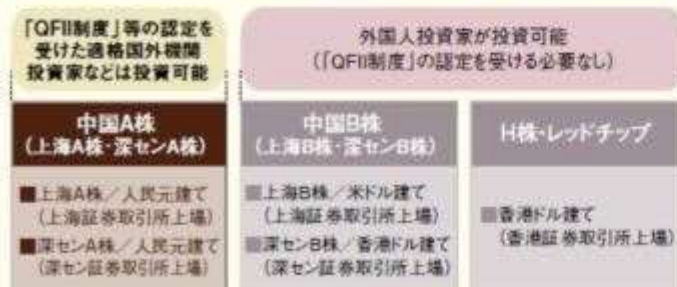 「QFII制度」等の認定を
受けた適格国外機関
投資家などは投資可能
外国人投資家が投資可能
(「QFII制度」の認定を受ける必要なし)
中国A株
(上海A株・深センA株)
中国B株
(上海B株・深センB株)
H株・レッドチップ
■上海A株／人民元建て
(上海証券取引所上場)
■深センA株／人民元建て
(深セン証券取引所上場)
■上海B株／米ドル建て
(上海証券取引所上場)
■深センB株／香港ドル建て
(深セン証券取引所上場)
■香港ドル建て
(香港証券取引所上場)